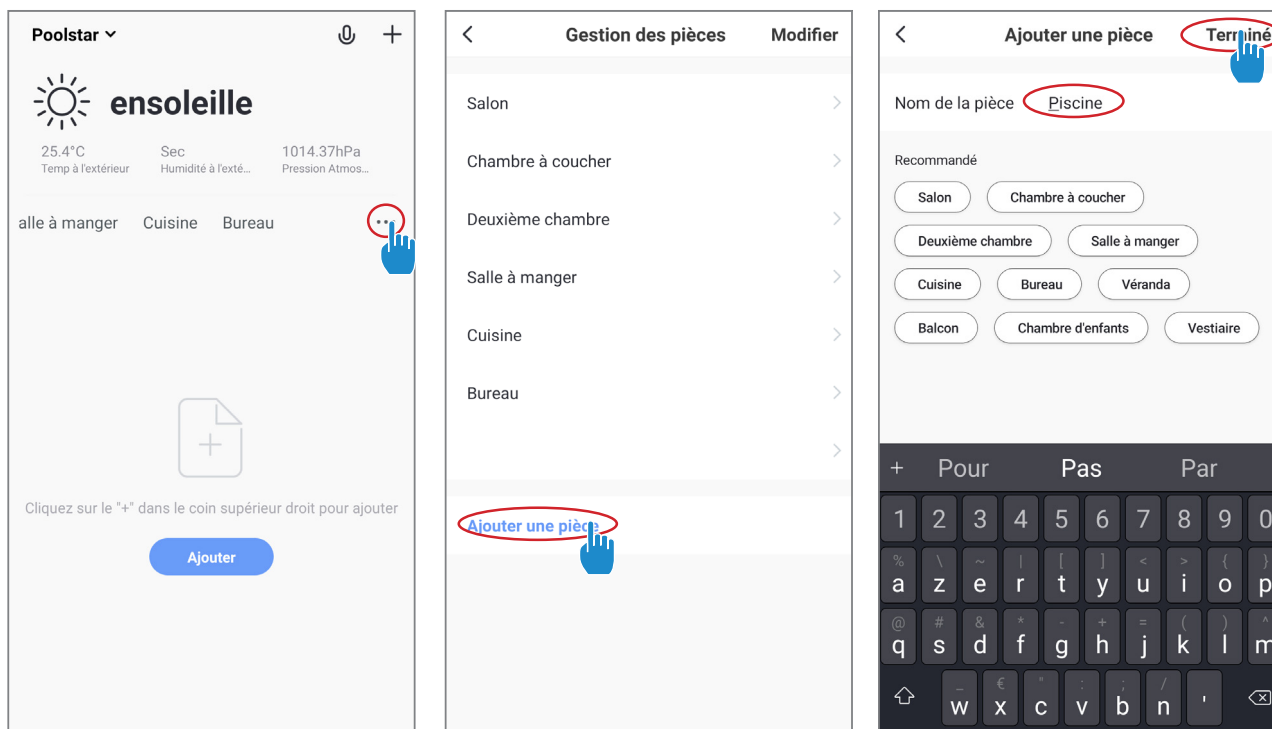 Poolstar
ensoleille
25.4°C Sec 1014.37hPa
Temp à l'extérieur Humidité à l'exté... Pression Atmos...
alle à manger Cuisine Bureau ...
Cliquez sur le "+" dans le coin supérieur droit pour ajouter
Ajouter
Gestion des pièces Modifier
Salon
Chambre à coucher
Deuxième chambre
Salle à manger
Cuisine
Bureau
Ajouter une pièce
Ajouter une pièce Terminé
Nom de la pièce Piscine
Recommandé
Salon Chambre à coucher
Deuxième chambre Salle à manger
Cuisine Bureau Véranda
Balcon Chambre d'enfants Vestiaire
+ Pour Pas Par
1 2 3 4 5 6 7 8 9 0
% \ ~ | [ ] < > { }
a z e r t y u i o p
@ # & * - + = ( ) ^
q s d f g h j k l m
_ € " : ; /
w x c v b n '